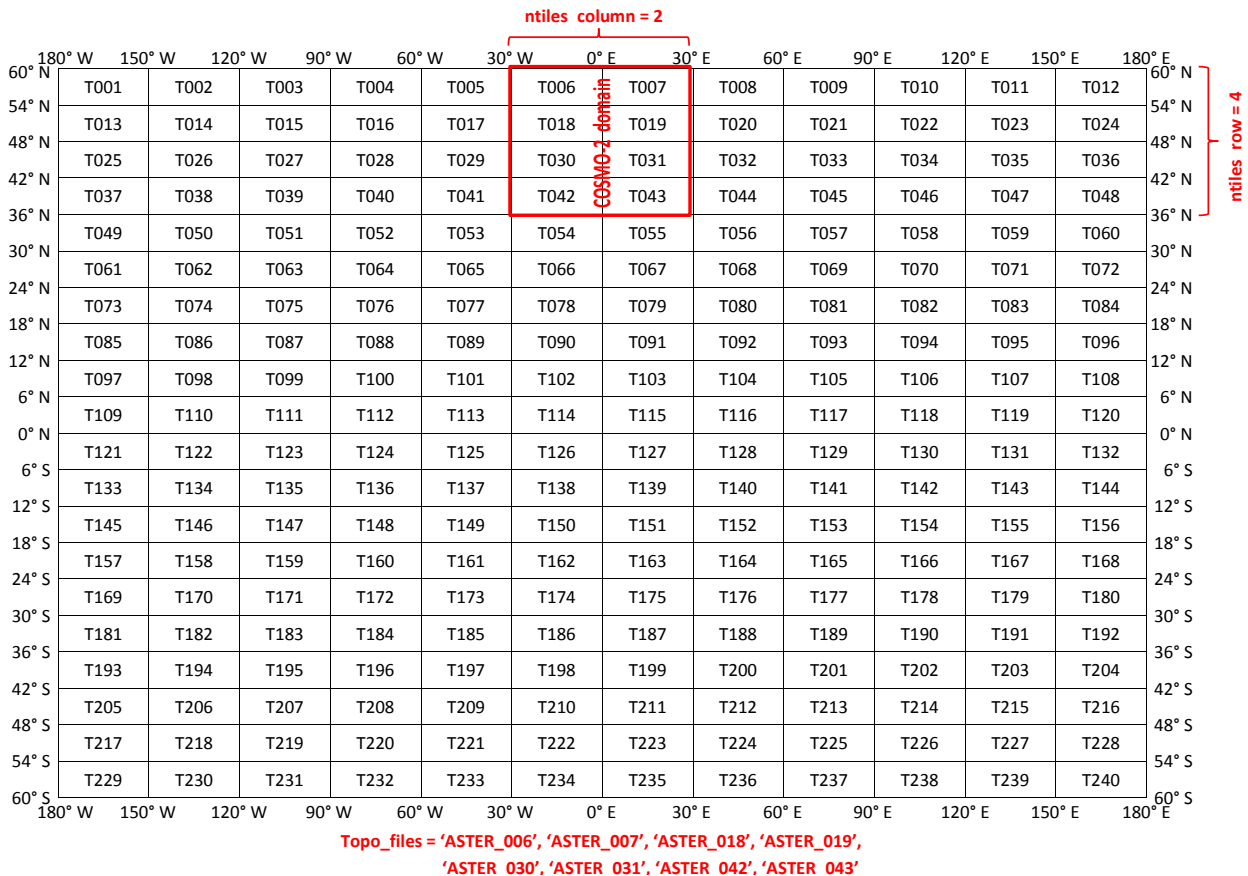 ntiles column = 2
180° W 150° W 120° W 90° W 60° W 30° W 0° E 30° E 60° E 90° E 120° E 150° E 180° E
60° N 60° N
T001 T002 T003 T004 T005 T006 T007 T008 T009 T010 T011 T012
54° N 54° N
T013 T014 T015 T016 T017 T018 T019 T020 T021 T022 T023 T024
48° N 48° N
T025 T026 T027 T028 T029 T030 T031 T032 T033 T034 T035 T036
42° N 42° N
T037 T038 T039 T040 T041 T042 T043 T044 T045 T046 T047 T048
36° N 36° N
COSMO-2 domain
ntiles row = 4
T049 T050 T051 T052 T053 T054 T055 T056 T057 T058 T059 T060
30° N 30° N
T061 T062 T063 T064 T065 T066 T067 T068 T069 T070 T071 T072
24° N 24° N
T073 T074 T075 T076 T077 T078 T079 T080 T081 T082 T083 T084
18° N 18° N
T085 T086 T087 T088 T089 T090 T091 T092 T093 T094 T095 T096
12° N 12° N
T097 T098 T099 T100 T101 T102 T103 T104 T105 T106 T107 T108
6° N 6° N
T109 T110 T111 T112 T113 T114 T115 T116 T117 T118 T119 T120
0° N 0° N
T121 T122 T123 T124 T125 T126 T127 T128 T129 T130 T131 T132
6° S 6° S
T133 T134 T135 T136 T137 T138 T139 T140 T141 T142 T143 T144
12° S 12° S
T145 T146 T147 T148 T149 T150 T151 T152 T153 T154 T155 T156
18° S 18° S
T157 T158 T159 T160 T161 T162 T163 T164 T165 T166 T167 T168
24° S 24° S
T169 T170 T171 T172 T173 T174 T175 T176 T177 T178 T179 T180
30° S 30° S
T181 T182 T183 T184 T185 T186 T187 T188 T189 T190 T191 T192
36° S 36° S
T193 T194 T195 T196 T197 T198 T199 T200 T201 T202 T203 T204
42° S 42° S
T205 T206 T207 T208 T209 T210 T211 T212 T213 T214 T215 T216
48° S 48° S
T217 T218 T219 T220 T221 T222 T223 T224 T225 T226 T227 T228
54° S 54° S
T229 T230 T231 T232 T233 T234 T235 T236 T237 T238 T239 T240
60° S 60° S
180° W 150° W 120° W 90° W 60° W 30° W 0° E 30° E 60° E 90° E 120° E 150° E 180° E
Topo_files = ‘ASTER_006’, ‘ASTER_007’, ‘ASTER_018’, ‘ASTER_019’,
‘ASTER 030’, ‘ASTER 031’, ‘ASTER 042’, ‘ASTER 043’